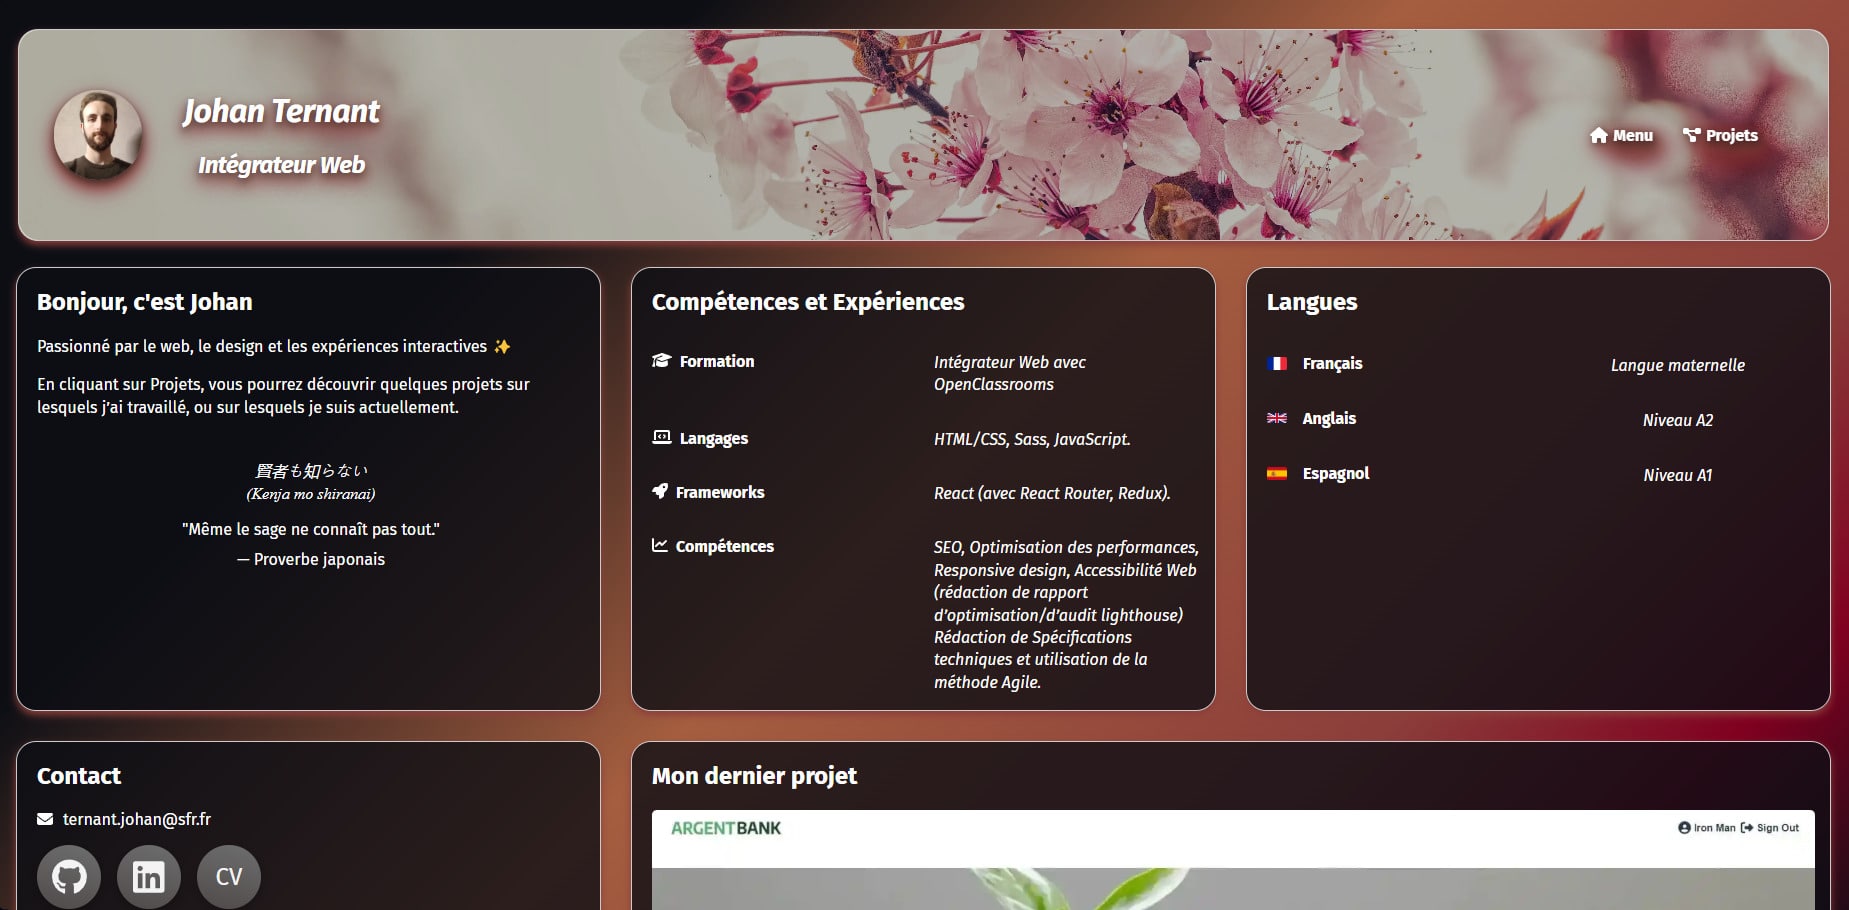 Johan Ternant
Intégrateur Web
Menu
Projets
Bonjour, c'est Johan
Passionné par le web, le design et les expériences interactives ✨
En cliquant sur Projets, vous pourrez découvrir quelques projets sur
lesquels j'ai travaillé, ou sur lesquels je suis actuellement.
賢者も知らない
(Kenja mo shiranai)
"Même le sage ne connaît pas tout."
— Proverbe japonais
Compétences et Expériences
Formation
Intégrateur Web avec
OpenClassrooms
Langages
HTML/CSS, Sass, JavaScript.
Frameworks
React (avec React Router, Redux).
Compétences
SEO, Optimisation des performances,
Responsive design, Accessibilité Web
(rédaction de rapport
d'optimisation/d'audit lighthouse)
Rédaction de Spécifications
techniques et utilisation de la
méthode Agile.
Langues
Français
Langue maternelle
Anglais
Niveau A2
Espagnol
Niveau A1
Contact
ternant.johan@sfr.fr
in
CV
Mon dernier projet
ARGENTBANK
Iron Man
Sign Out